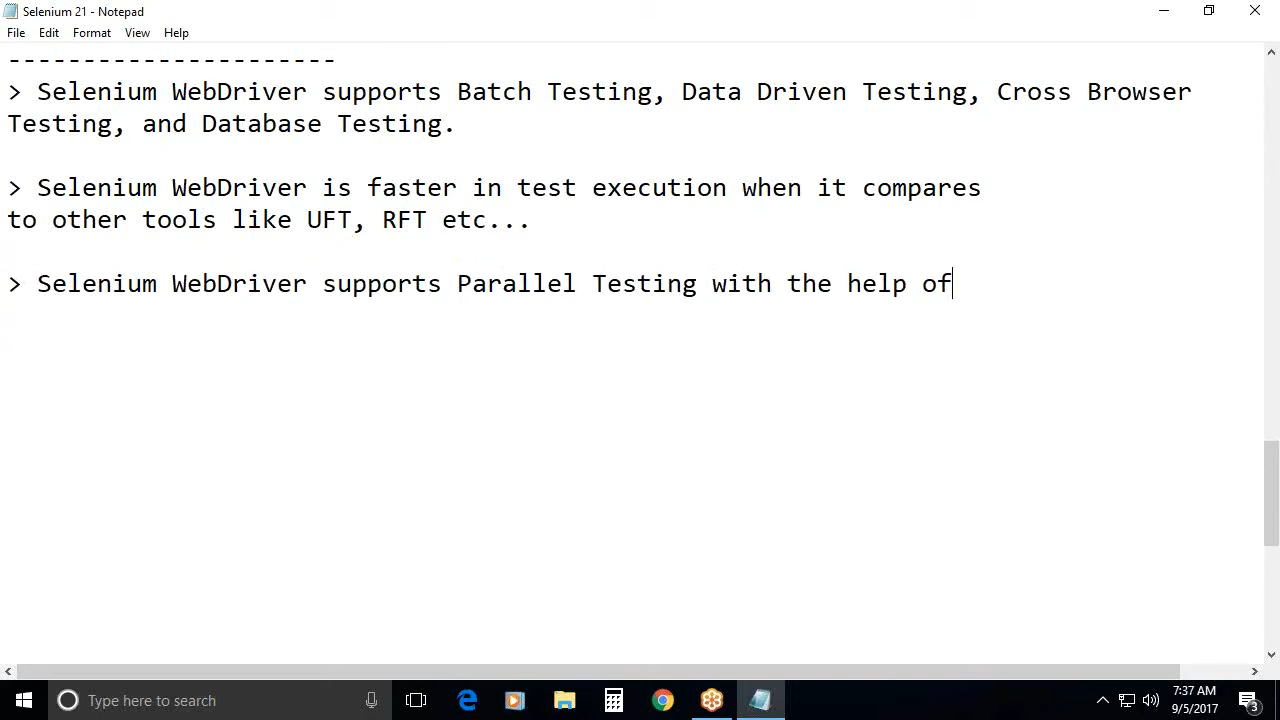 Selenium 21 - Notepad
File Edit Format View Help
----------------------
> Selenium WebDriver supports Batch Testing, Data Driven Testing, Cross Browser
Testing, and Database Testing.
> Selenium WebDriver is faster in test execution when it compares
to other tools like UFT, RFT etc...
> Selenium WebDriver supports Parallel Testing with the help of
Type here to search
7:37 AM
9/5/2017
3